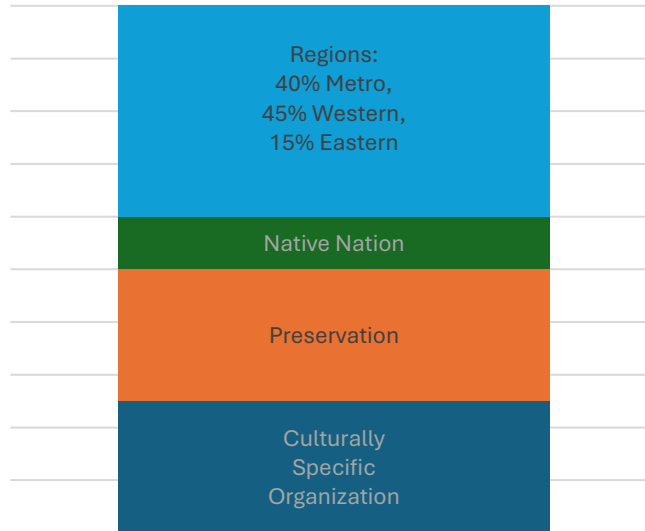 Regions:
40% Metro,
45% Western,
15% Eastern
Native Nation
Preservation
Culturally
Specific
Organization